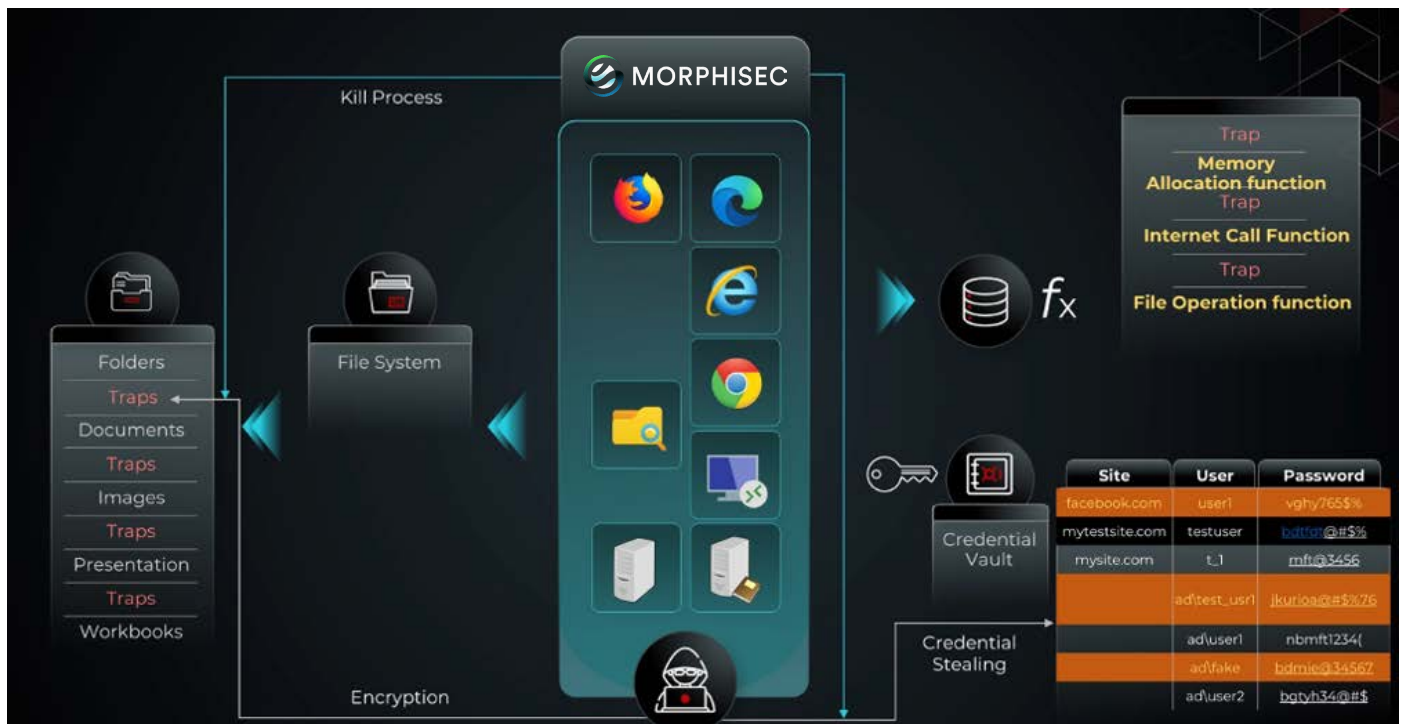 MORPHISEC
Kill Process
Trap
Memory
Allocation function
Trap
Internet Call Function
Trap
File Operation function
fx
Folders
Traps
Documents
Traps
Images
Traps
Presentation
Traps
Workbooks
File System
Encryption
Credential
Vault
Credential
Stealing
Site User Password
facebook.com user1 vghy765$%
mytestsite.com testuser bdtfgt@#$%
mysite.com t_1 mft@3456
ad\test_usr1 jkurioa@#$%76
ad\user1 nbmft1234(
ad\fake bdmie@34567
ad\user2 bgtyh34@#$